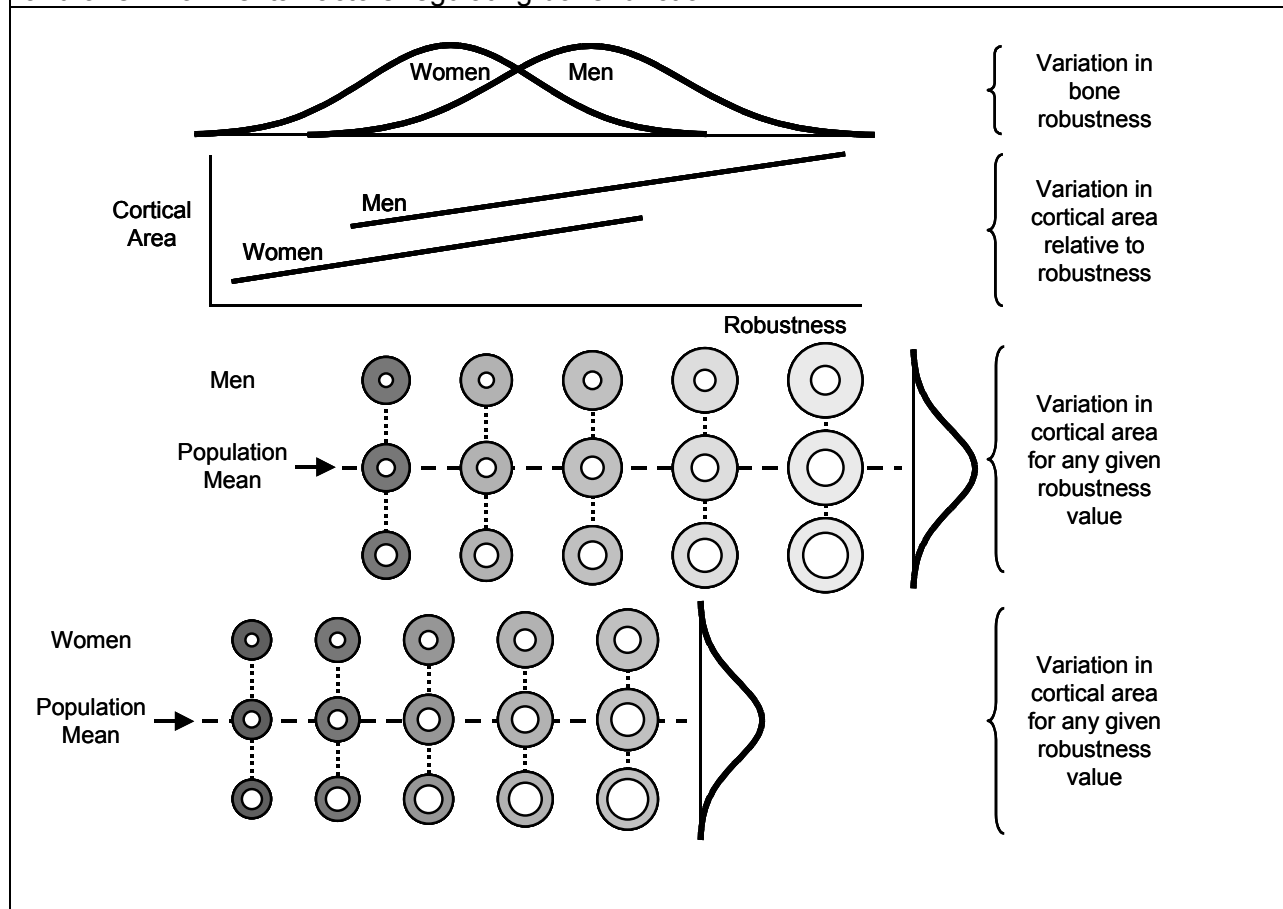 Women
Men
Variation in
bone
robustness
Cortical
Area
Men
Women
Variation in
cortical area
relative to
robustness
Robustness
Men
Population
Mean
Variation in
cortical area
for any given
robustness
value
Women
Population
Mean
Variation in
cortical area
for any given
robustness
value